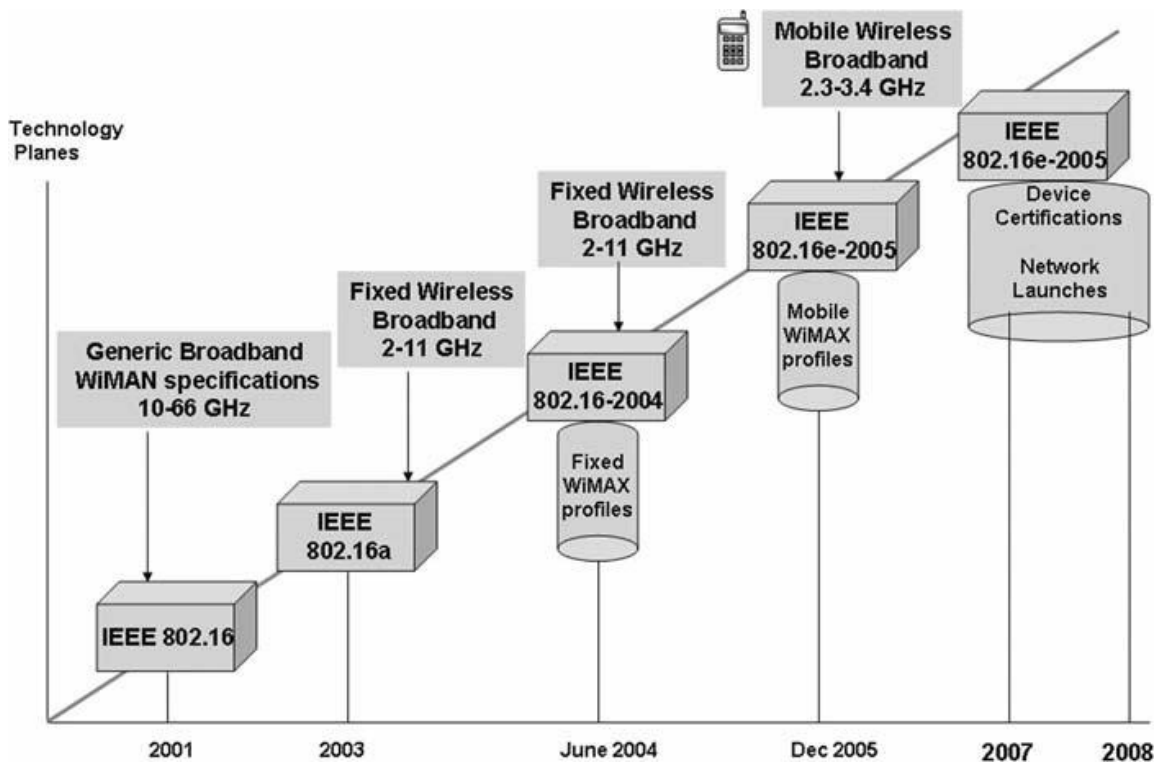 Technology
Planes
Generic Broadband
WiMAN specifications
10-66 GHz
IEEE 802.16
Fixed Wireless
Broadband
2-11 GHz
IEEE
802.16a
Fixed Wireless
Broadband
2-11 GHz
IEEE
802.16-2004
Fixed
WiMAX
profiles
Mobile Wireless
Broadband
2.3-3.4 GHz
IEEE
802.16e-2005
Mobile
WiMAX
profiles
IEEE
802.16e-2005
Device
Certifications
Network
Launches
2001
2003
June 2004
Dec 2005
2007
2008